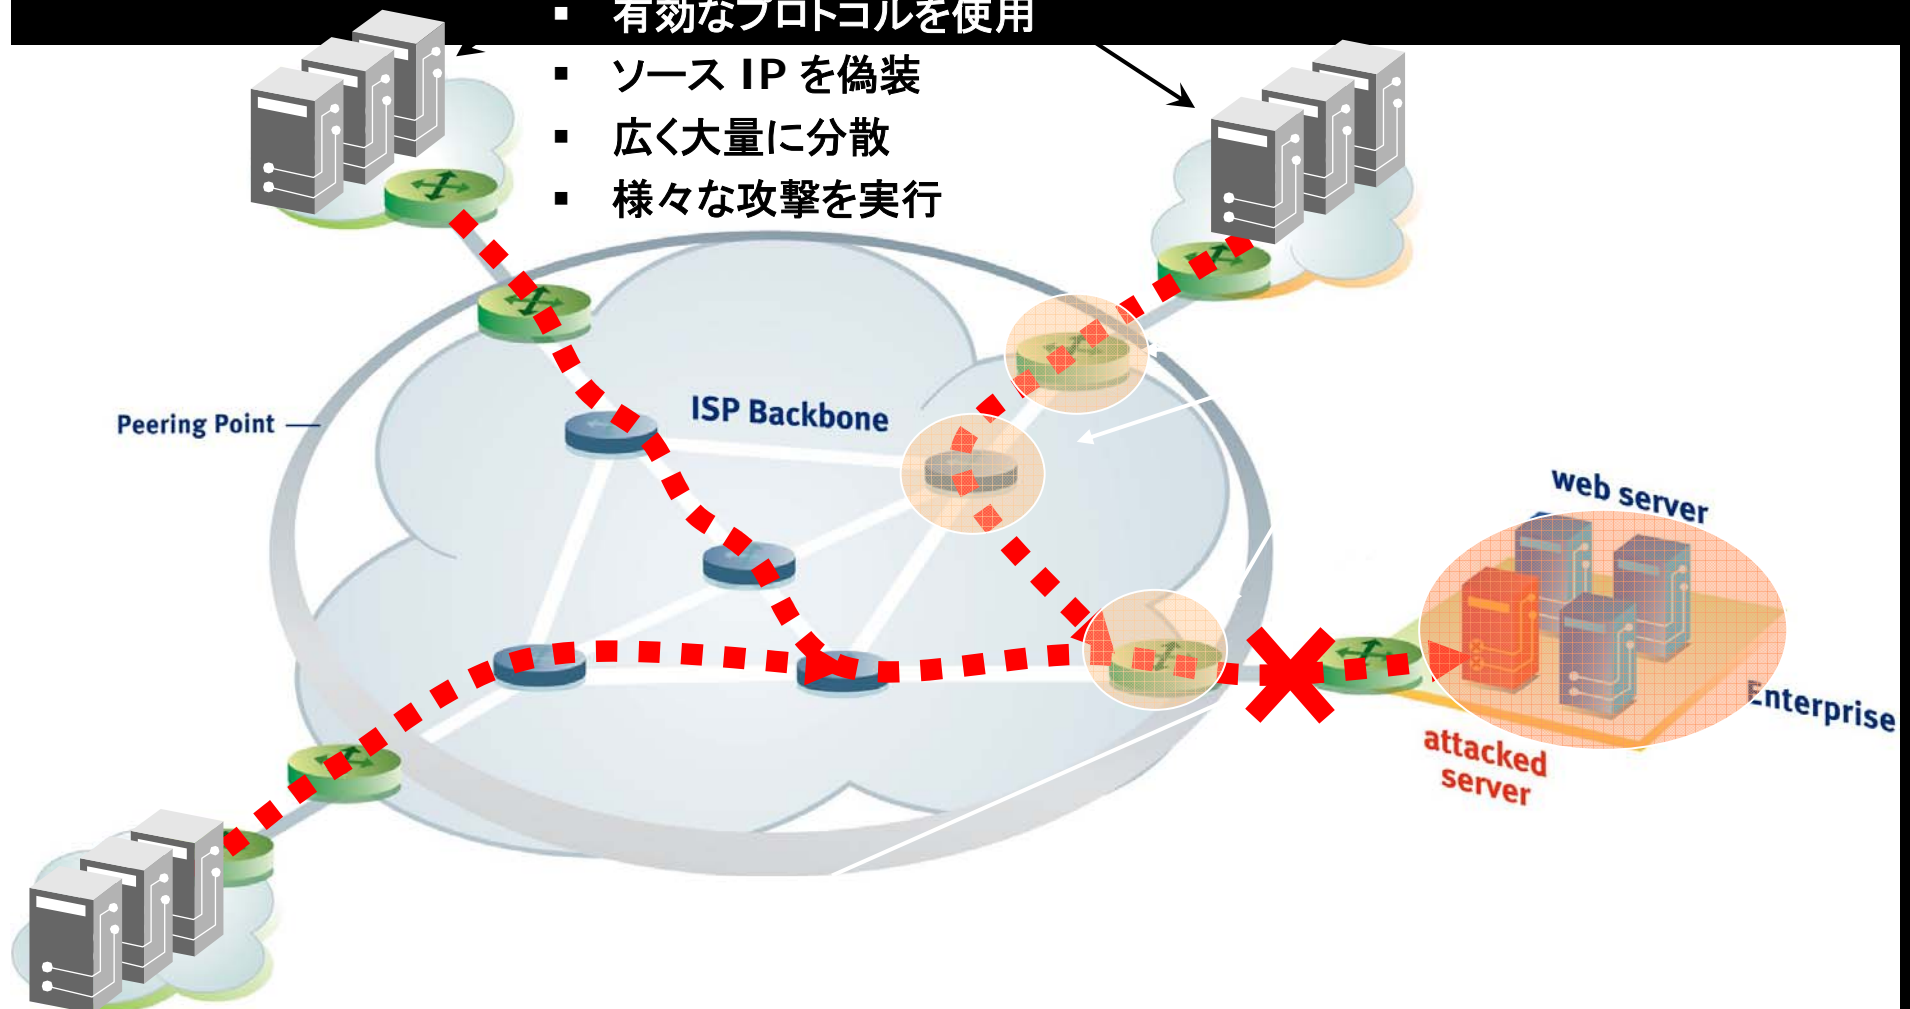 ▪ 有効なプロトコルを使用
▪ ソース IP を偽装
▪ 広く大量に分散
▪ 様々な攻撃を実行
ISP Backbone
Peering Point
web server
Enterprise
attacked
server